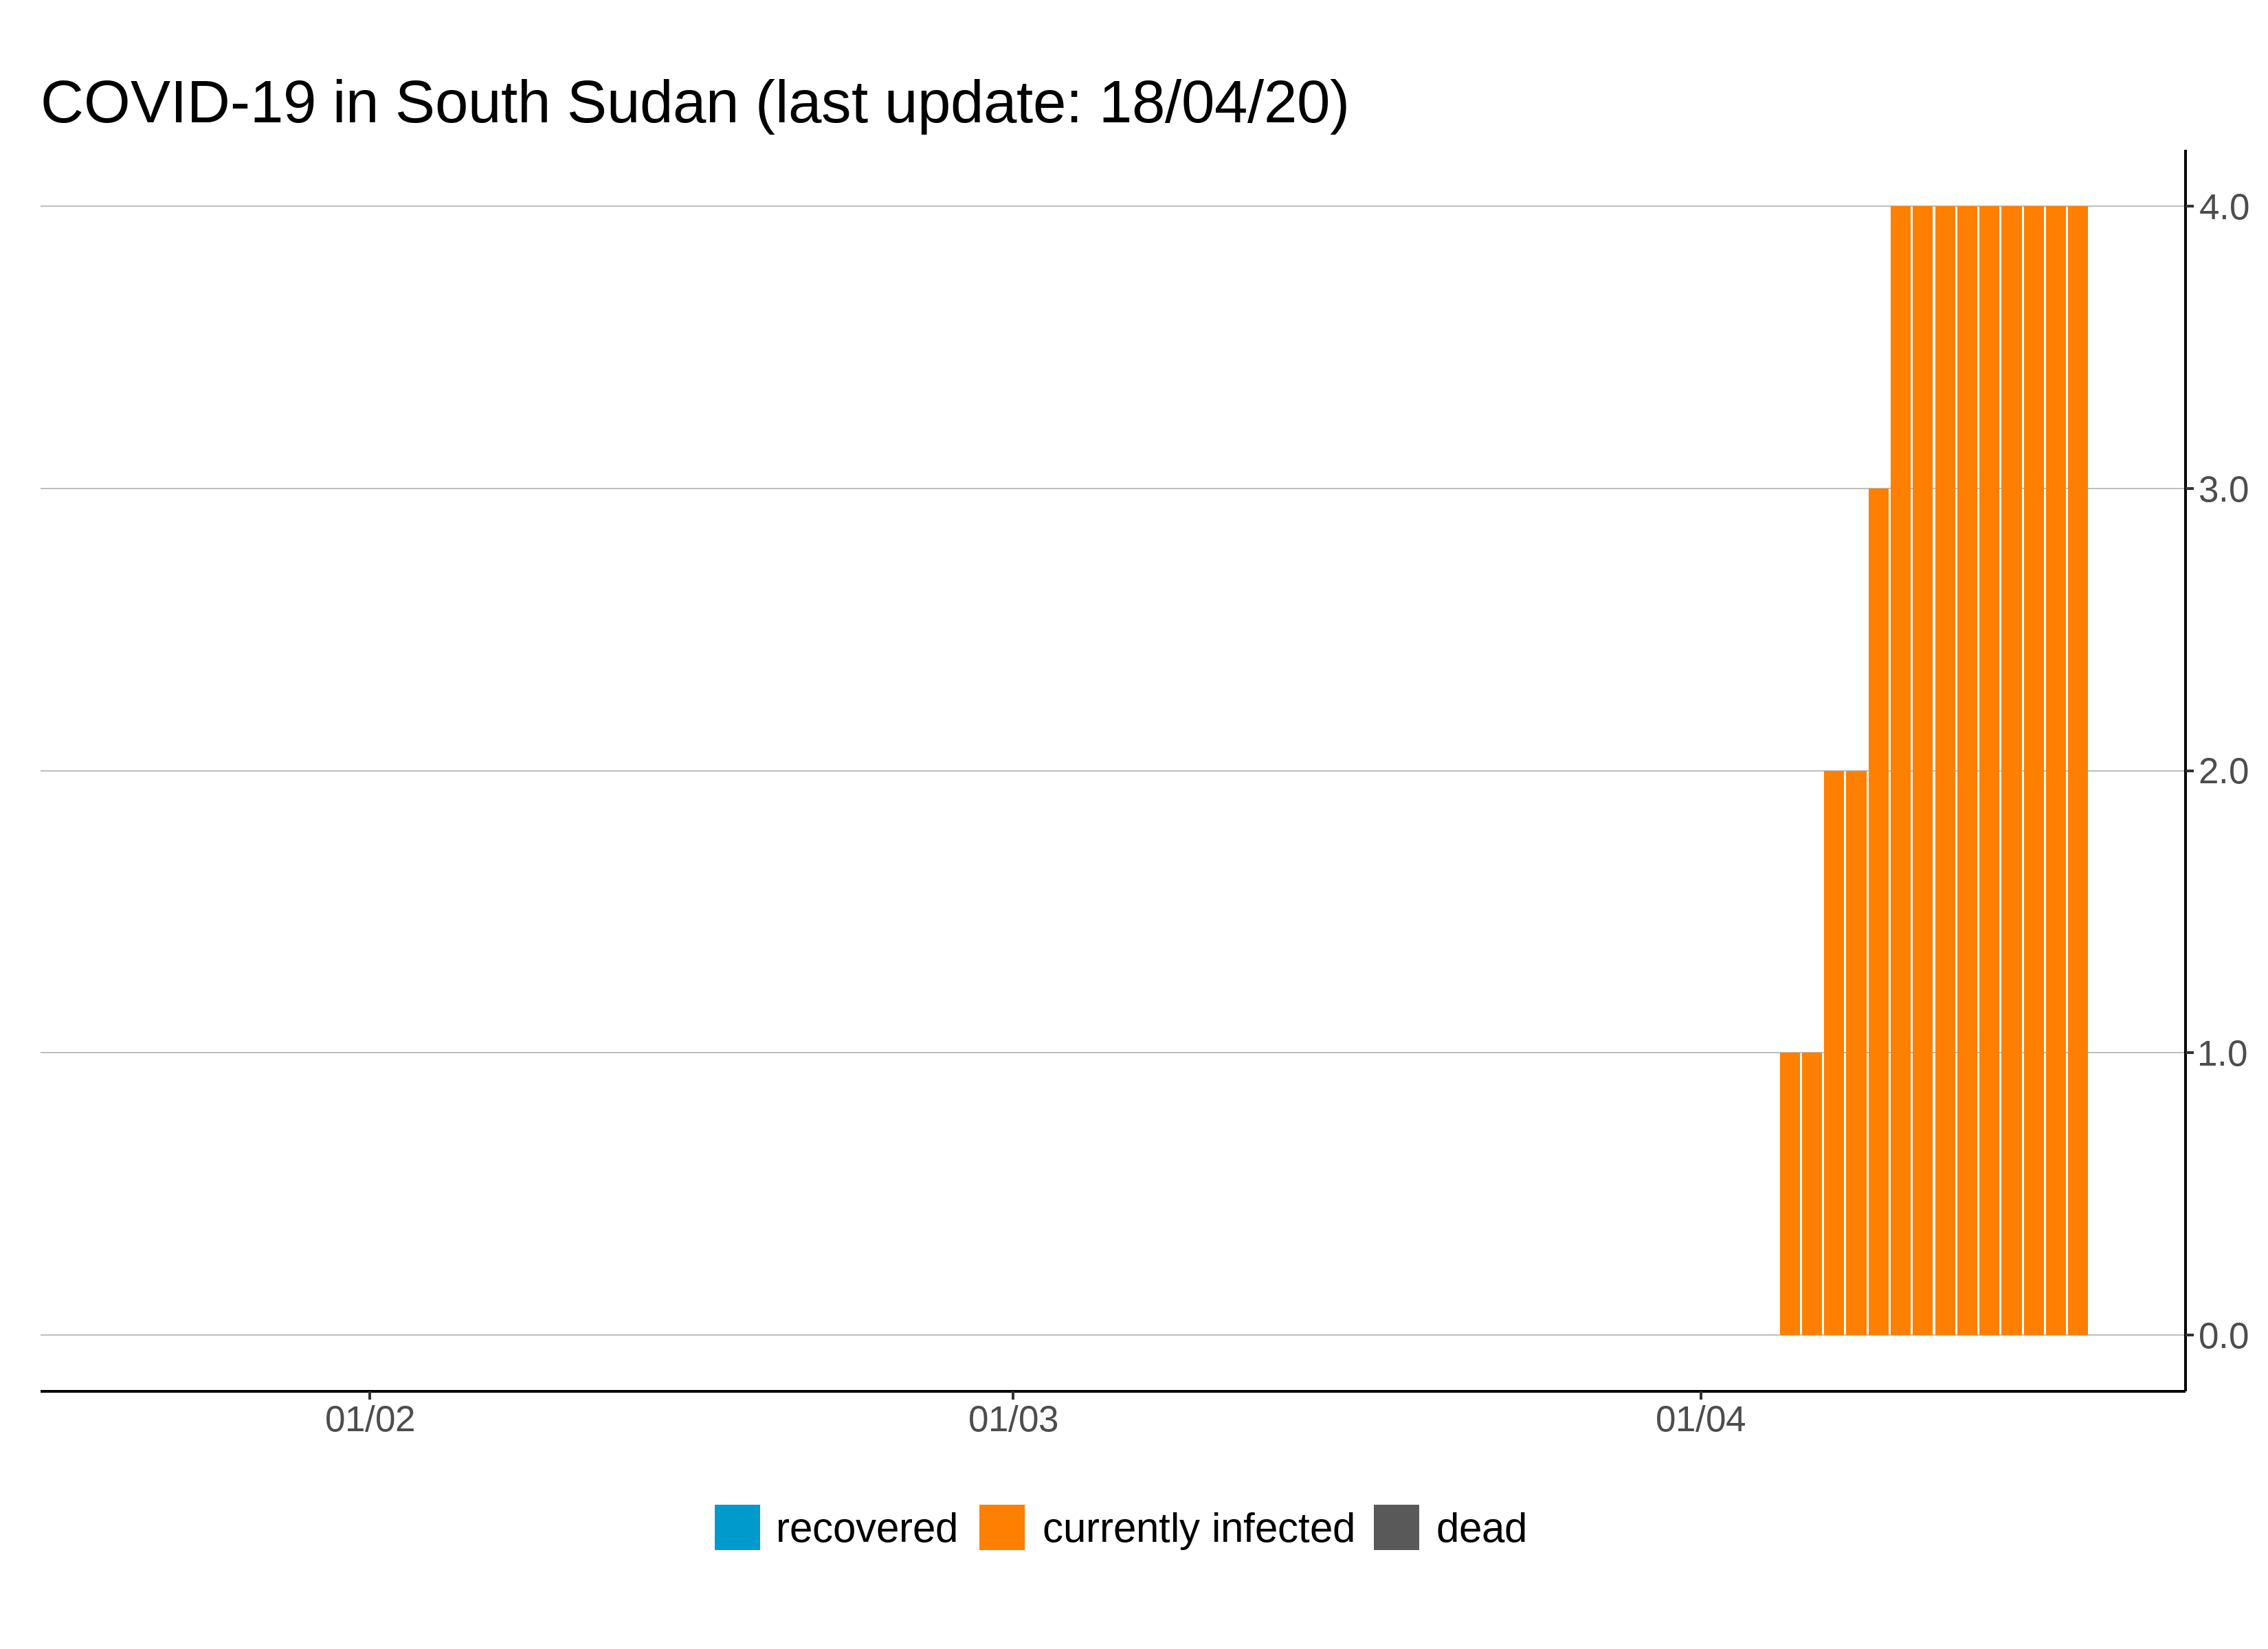 COVID-19 in South Sudan (last update: 18/04/20)
4.0
3.0
2.0
1.0
0.0
01/02 01/03 01/04
recovered currently infected dead